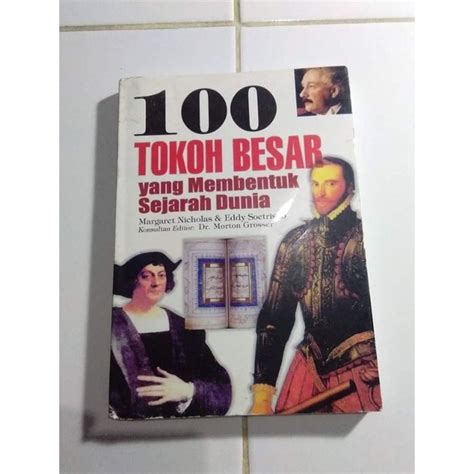 100
TOKOH BESAR
yang Membentuk
Sejarah Dunia
Margaret Nicholas & Eddy Soetrisno
Konsultan Editor: Dr. Morton Grosser